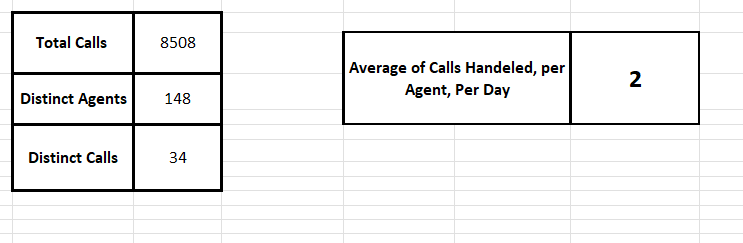 Total Calls 8508
Distinct Agents 148
Distinct Calls 34
Average of Calls Handeled, per
Agent, Per Day
2